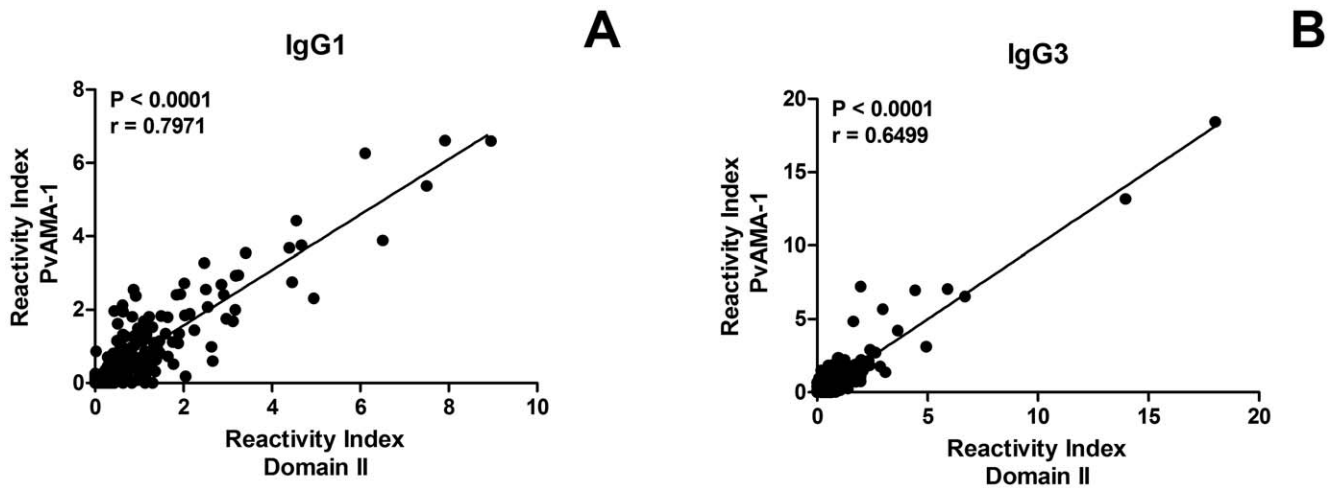 A
IgG1
P < 0.0001
r = 0.7971
Reactivity Index
PvAMA-1
8
6
4
2
0
0 2 4 6 8 10
Reactivity Index
Domain II
B
IgG3
P < 0.0001
r = 0.6499
Reactivity Index
PvAMA-1
20
15
10
5
0
0 5 10 15 20
Reactivity Index
Domain II